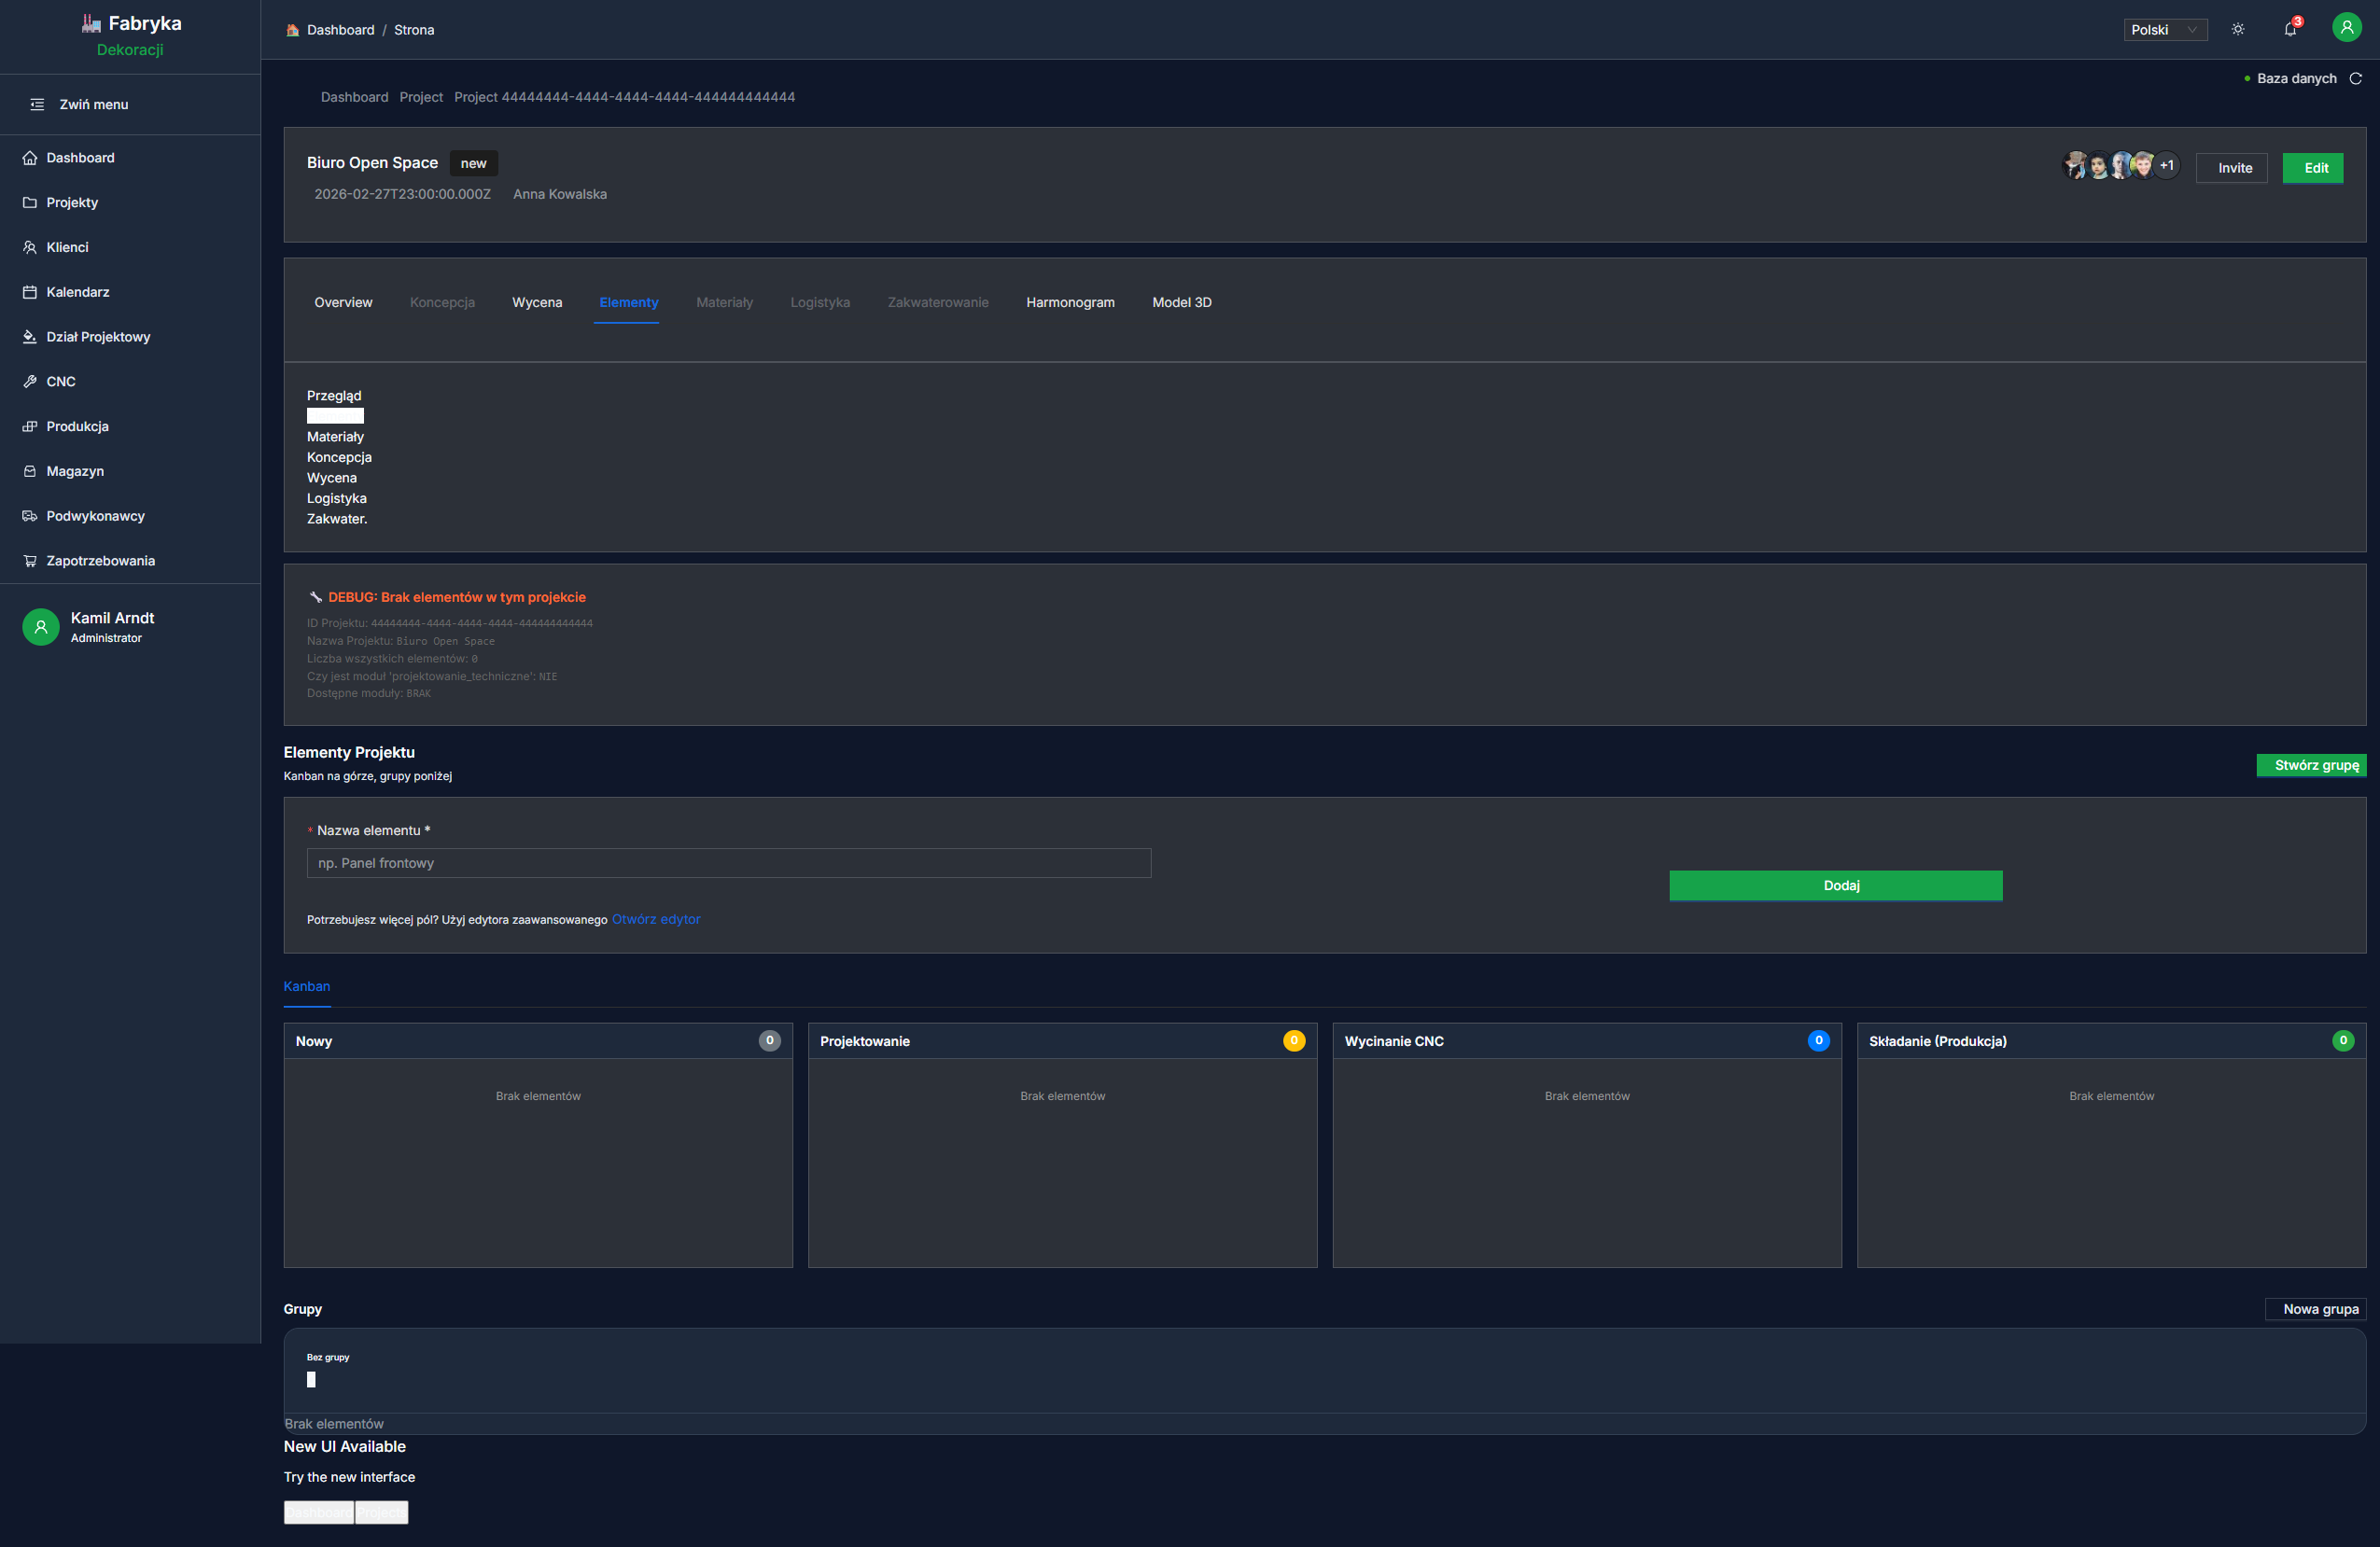 Fabryka
Dekoracji
Zwiń menu
Dashboard
Projekty
Klienci
Kalendarz
Dział Projektowy
CNC
Produkcja
Magazyn
Podwykonawcy
Zapotrzebowania
Kamil Arndt
Administrator
Dashboard / Strona
Polski
3
Baza danych
Dashboard Project Project 44444444-4444-4444-4444-444444444444
Biuro Open Space new
2026-02-27T23:00:00.000Z Anna Kowalska
+1 Invite Edit
Overview Koncepcja Wycena Elementy Materiały Logistyka Zakwaterowanie Harmonogram Model 3D
Przegląd
Materiały
Koncepcja
Wycena
Logistyka
Zakwater.
DEBUG: Brak elementów w tym projekcie
ID Projektu: 44444444-4444-4444-4444-444444444444
Nazwa Projektu: Biuro Open Space
Liczba wszystkich elementów: 0
Czy jest moduł 'projektowanie_techniczne': NIE
Dostępne moduły: BRAK
Elementy Projektu
Kanban na górze, grupy poniżej
Stwórz grupę
* Nazwa elementu *
np. Panel frontowy
Dodaj
Potrzebujesz więcej pól? Użyj edytora zaawansowanego Otwórz edytor
Kanban
Nowy 0
Brak elementów
Projektowanie 0
Brak elementów
Wycinanie CNC 0
Brak elementów
Składanie (Produkcja) 0
Brak elementów
Grupy
Nowa grupa
Bez grupy
Brak elementów
New UI Available
Try the new interface